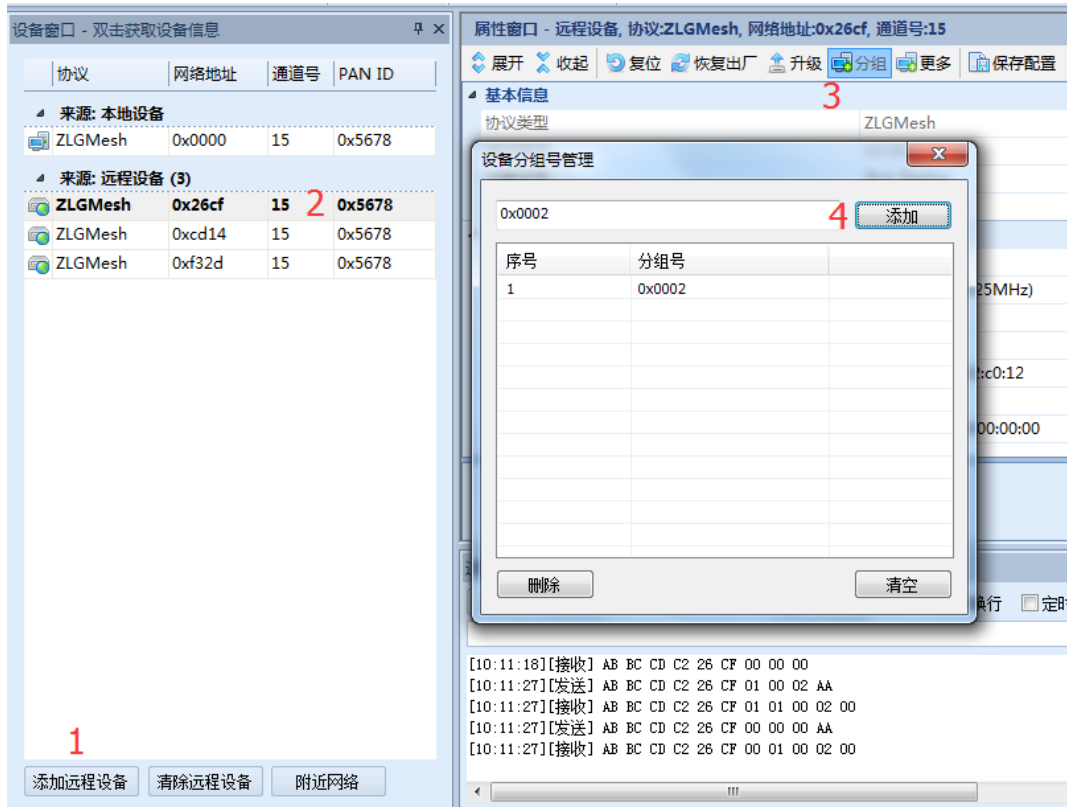 设备窗口 - 双击获取设备信息
协议 网络地址 通道号 PAN ID
来源: 本地设备
ZLGMesh 0x0000 15 0x5678
来源: 远程设备 (3)
ZLGMesh 0x26cf 15 2 0x5678
ZLGMesh 0xcd14 15 0x5678
ZLGMesh 0xf32d 15 0x5678
1
添加远程设备 清除远程设备 附近网络
属性窗口 - 远程设备, 协议:ZLGMesh, 网络地址:0x26cf, 通道号:15
展开 收起 复位 恢复出厂 升级 分组 更多 保存配置
3
基本信息
协议类型 ZLGMesh
设备分组号管理
0x0002 4 添加
序号 分组号
1 0x0002
25MHz)
:c0:12
00:00:00
删除 清空
换行 定时
[10:11:18][接收] AB BC CD C2 26 CF 00 00 00
[10:11:27][发送] AB BC CD C2 26 CF 01 00 02 AA
[10:11:27][接收] AB BC CD C2 26 CF 01 01 00 02 00
[10:11:27][发送] AB BC CD C2 26 CF 00 00 00 AA
[10:11:27][接收] AB BC CD C2 26 CF 00 01 00 02 00